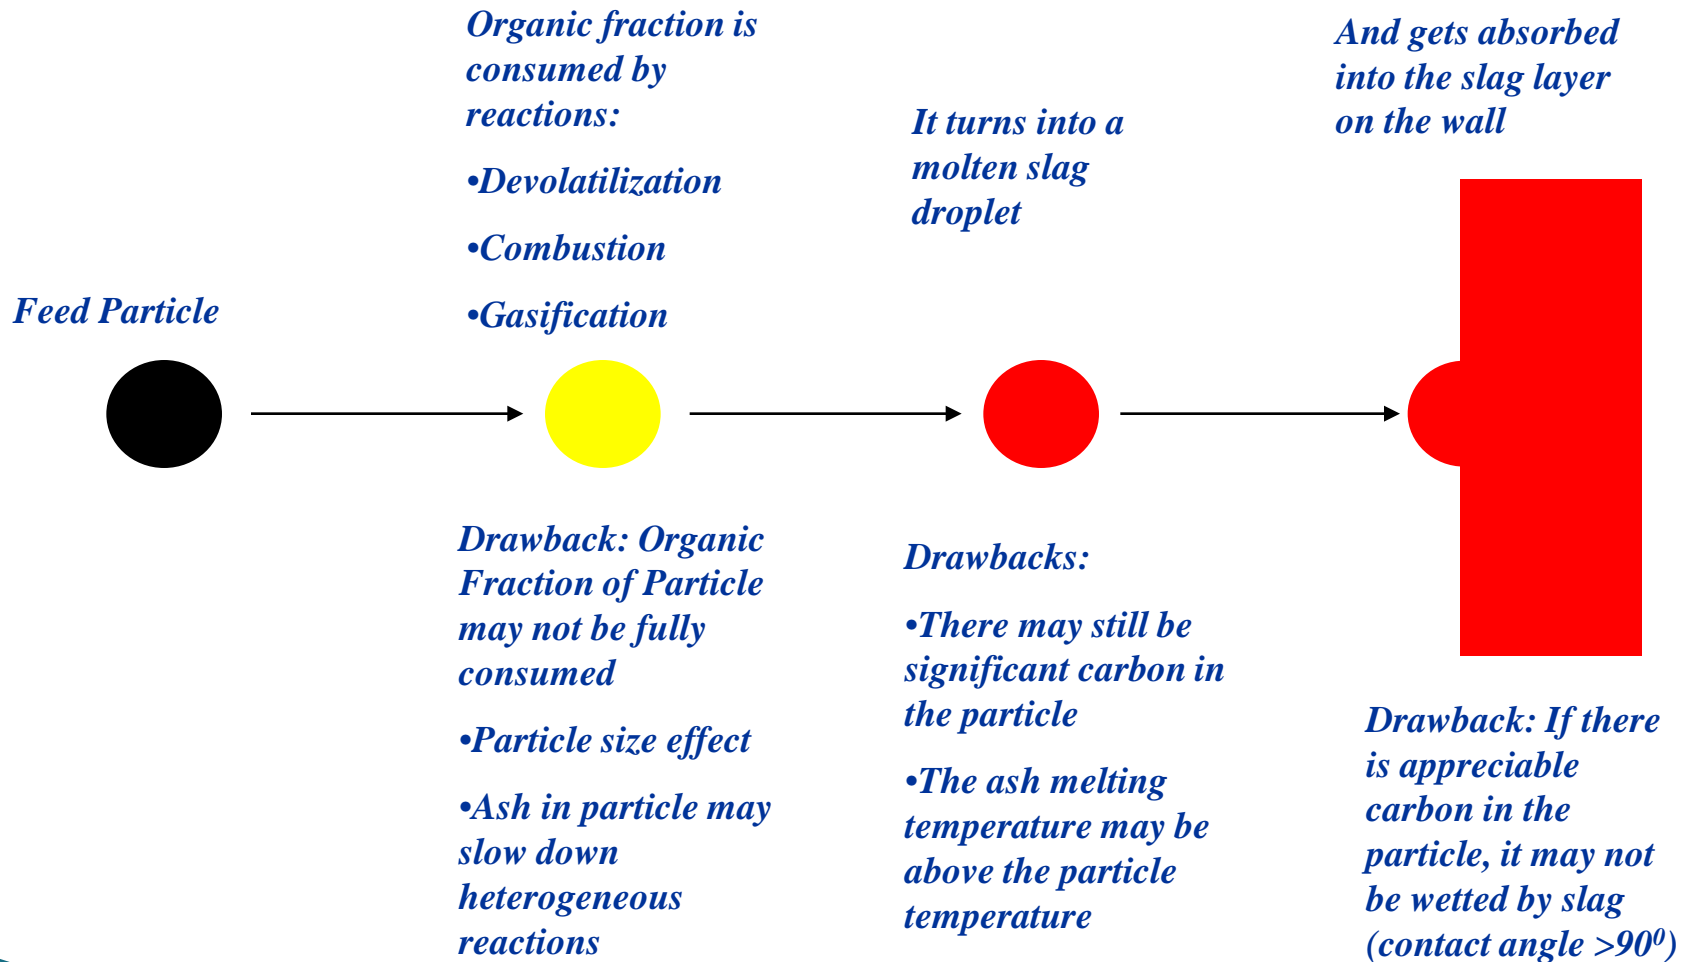 Feed Particle
Organic fraction is
consumed by
reactions:
•Devolatilization
•Combustion
•Gasification
Drawback: Organic
Fraction of Particle
may not be fully
consumed
•Particle size effect
•Ash in particle may
slow down
heterogeneous
reactions
It turns into a
molten slag
droplet
Drawbacks:
•There may still be
significant carbon in
the particle
•The ash melting
temperature may be
above the particle
temperature
And gets absorbed
into the slag layer
on the wall
Drawback: If there
is appreciable
carbon in the
particle, it may not
be wetted by slag
(contact angle >90⁰)